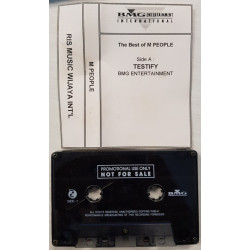 BMG ENTERTAINMENT
INTERNATIONAL
The Best of M PEOPLE
Side A
TESTIFY
BMG ENTERTAINMENT
M PEOPLE
RIS MUSIC WIJAYA INT'L
PROMOTIONAL USE ONLY
NOT FOR SALE
BMG